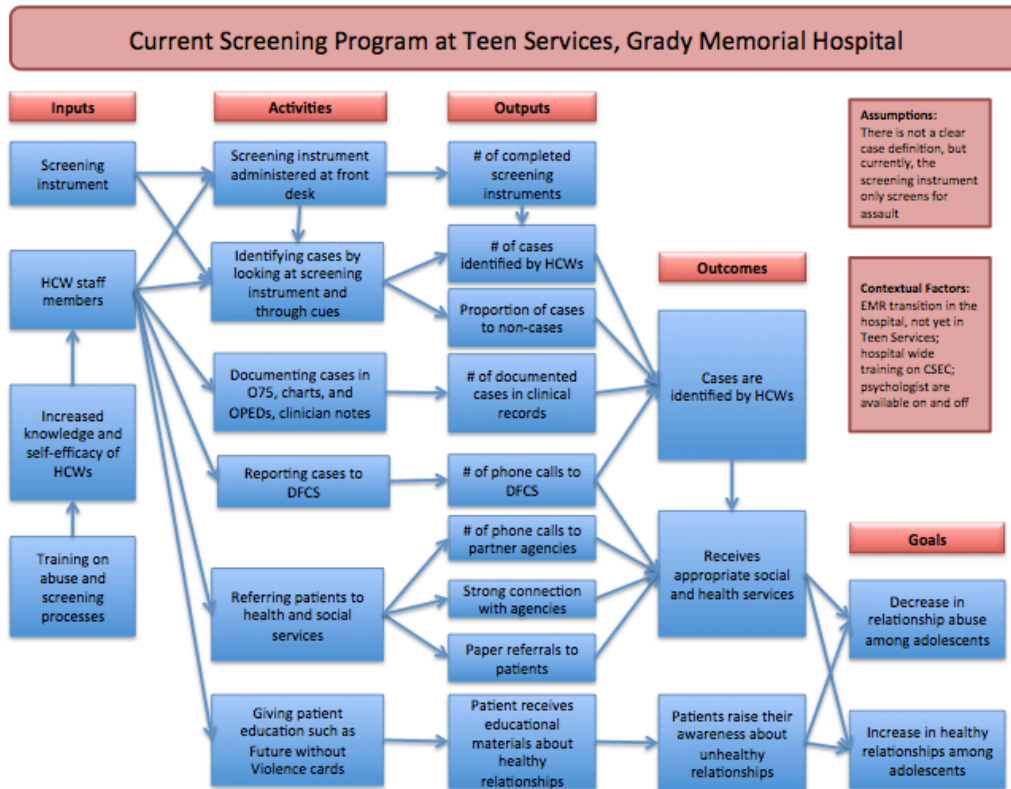 Current Screening Program at Teen Services, Grady Memorial Hospital
Inputs
Activities
Outputs
Assumptions:
There is not a clear
case definition, but
currently, the
screening instrument
only screens for
assault
Screening
instrument
Screening instrument
administered at front
desk
# of completed
screening
instruments
HCW staff
members
Identifying cases by
looking at screening
instrument and
through cues
# of cases
identified by HCWs
Outcomes
Contextual Factors:
EMR transition in the
hospital, not yet in
Teen Services;
hospital wide
training on CSEC;
psychologist are
available on and off
Proportion of cases
to non-cases
Cases are
identified by HCWs
Increased
knowledge and
self-efficacy of
HCWs
Documenting cases in
O75, charts, and
OPEDs, clinician notes
# of documented
cases in clinical
records
Reporting cases to
DFCS
# of phone calls to
DFCS
Training on
abuse and
screening
processes
Referring patients to
health and social
services
# of phone calls to
partner agencies
Strong connection
with agencies
Paper referrals to
patients
Receives
appropriate social
and health services
Goals
Decrease in
relationship abuse
among adolescents
Giving patient
education such as
Future without
Violence cards
Patient receives
educational
materials about
healthy
relationships
Patients raise their
awareness about
unhealthy
relationships
Increase in healthy
relationships among
adolescents